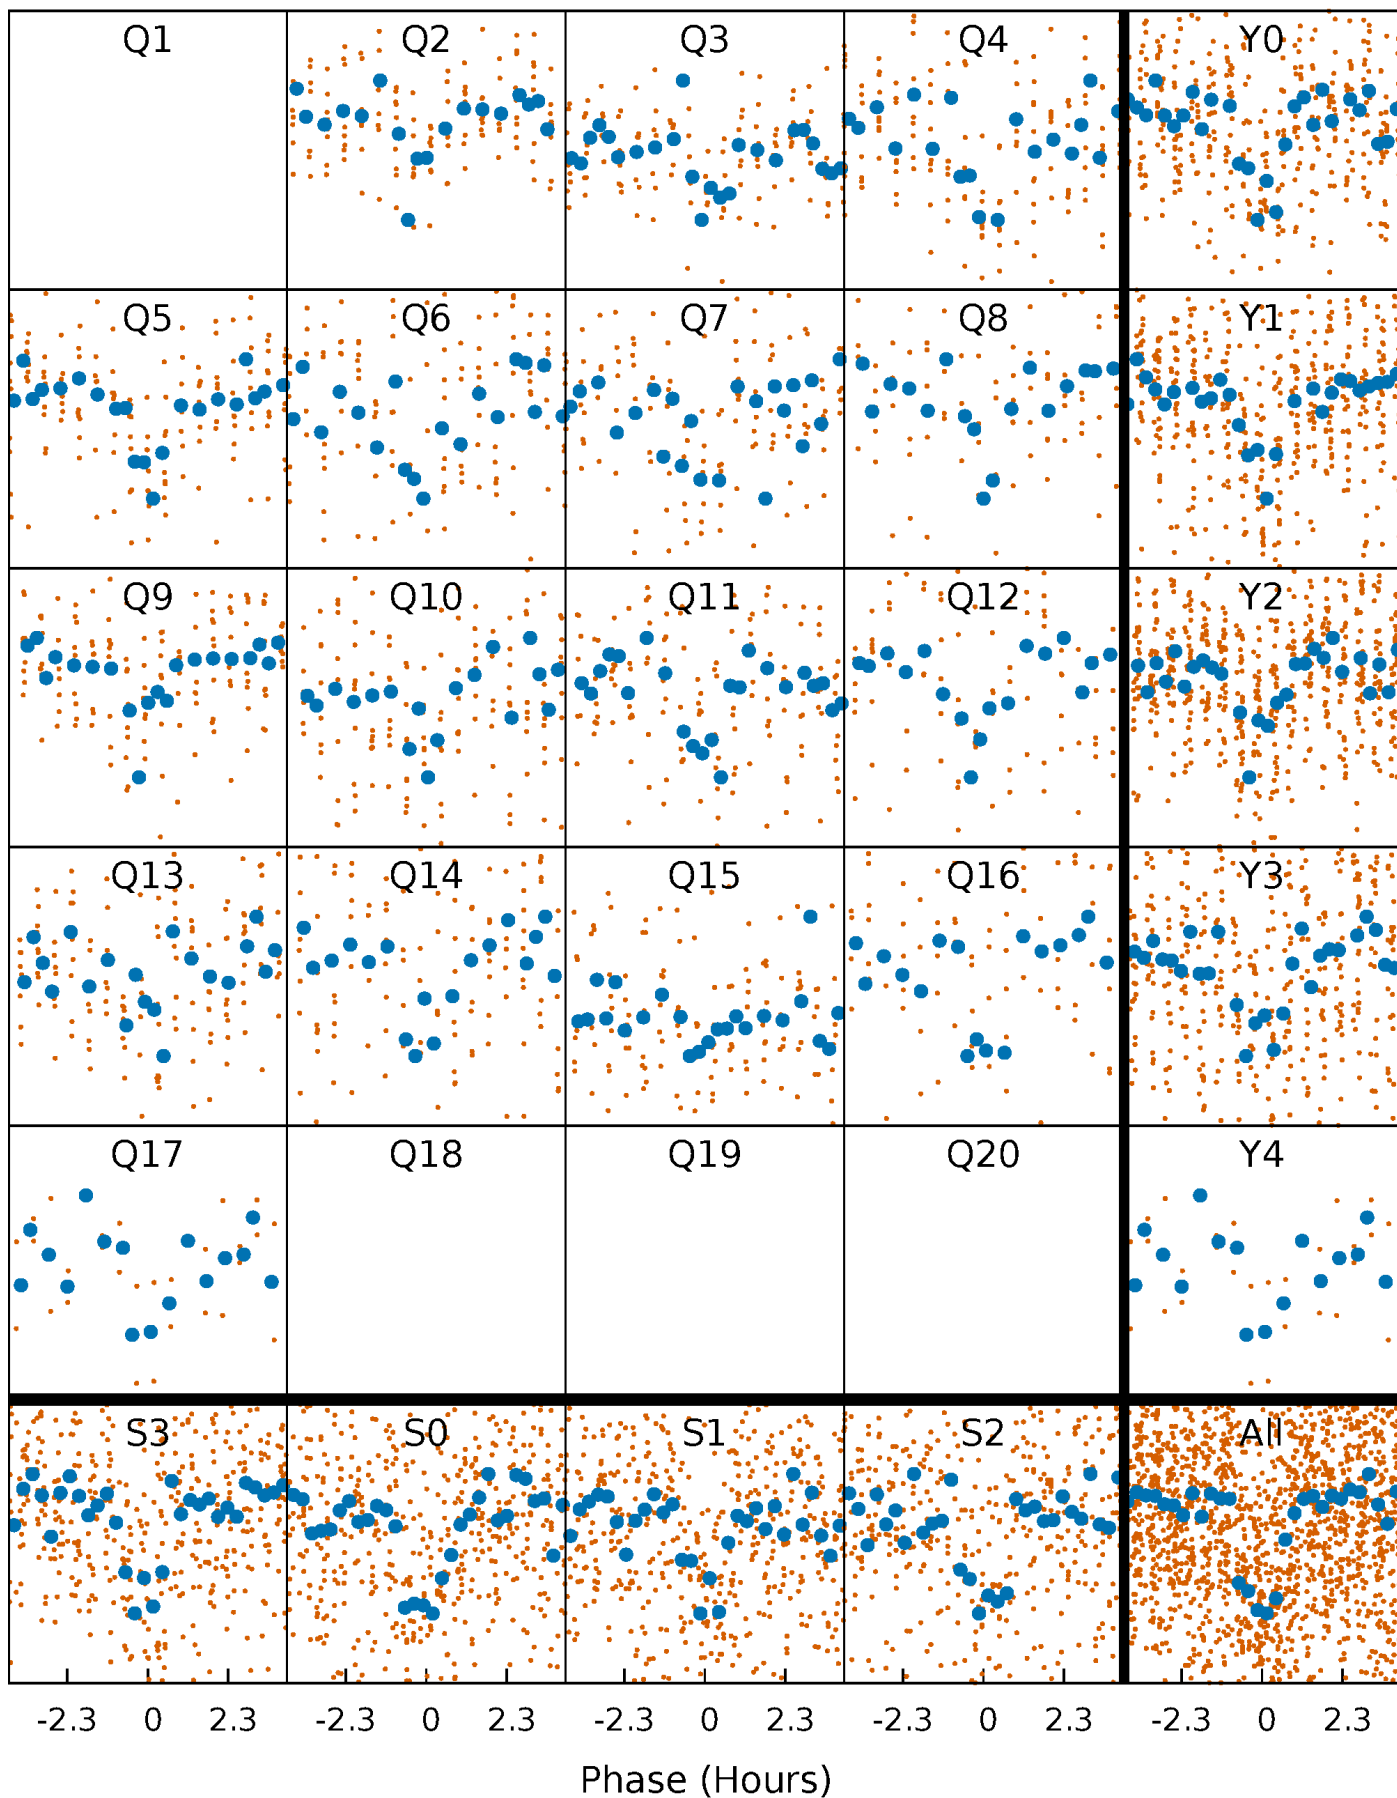 Q1 Q2 Q3 Q4 Y0
Q5 Q6 Q7 Q8 Y1
Q9 Q10 Q11 Q12 Y2
Q13 Q14 Q15 Q16 Y3
Q17 Q18 Q19 Q20 Y4
S3 S0 S1 S2 All
-2.3 0 2.3 -2.3 0 2.3 -2.3 0 2.3 -2.3 0 2.3 -2.3 0 2.3
Phase (Hours)